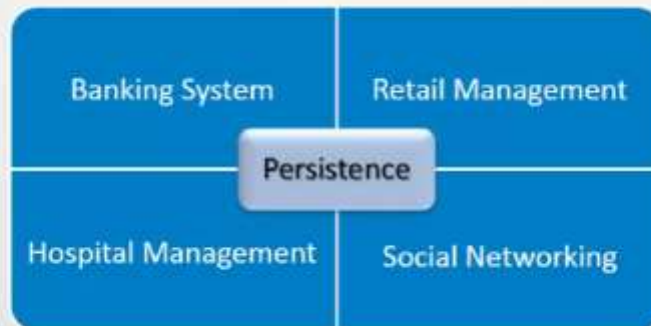 Banking System
Retail Management
Persistence
Hospital Management
Social Networking